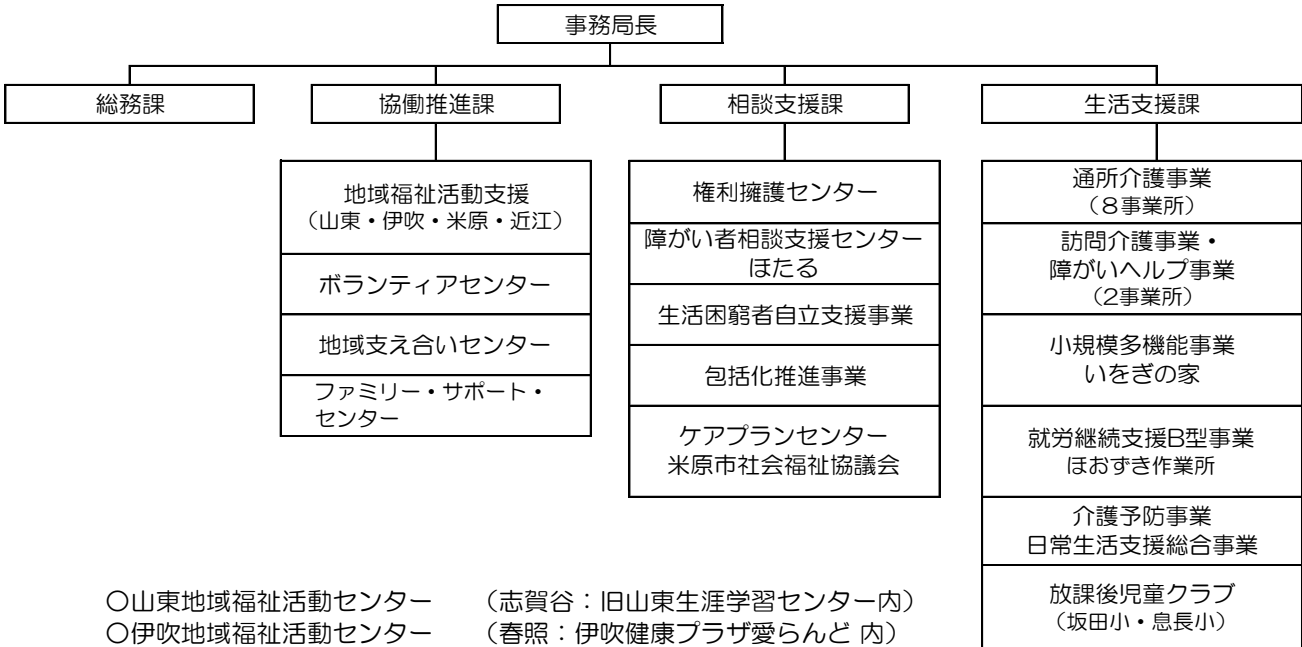 事務局長
総務課
協働推進課
相談支援課
生活支援課
地域福祉活動支援
（山東・伊吹・米原・近江）
ボランティアセンター
地域支え合いセンター
ファミリー・サポート・
センター
権利擁護センター
障がい者相談支援センター
ほたる
生活困窮者自立支援事業
包括化推進事業
ケアプランセンター
米原市社会福祉協議会
通所介護事業
（８事業所）
訪問介護事業・
障がいヘルプ事業
（2事業所）
小規模多機能事業
いをぎの家
就労継続支援B型事業
ほおずき作業所
介護予防事業
日常生活支援総合事業
放課後児童クラブ
（坂田小・息長小）
〇山東地域福祉活動センター　（志賀谷：旧山東生涯学習センター内）
〇伊吹地域福祉活動センター　（春照：伊吹健康プラザ愛らんど 内）